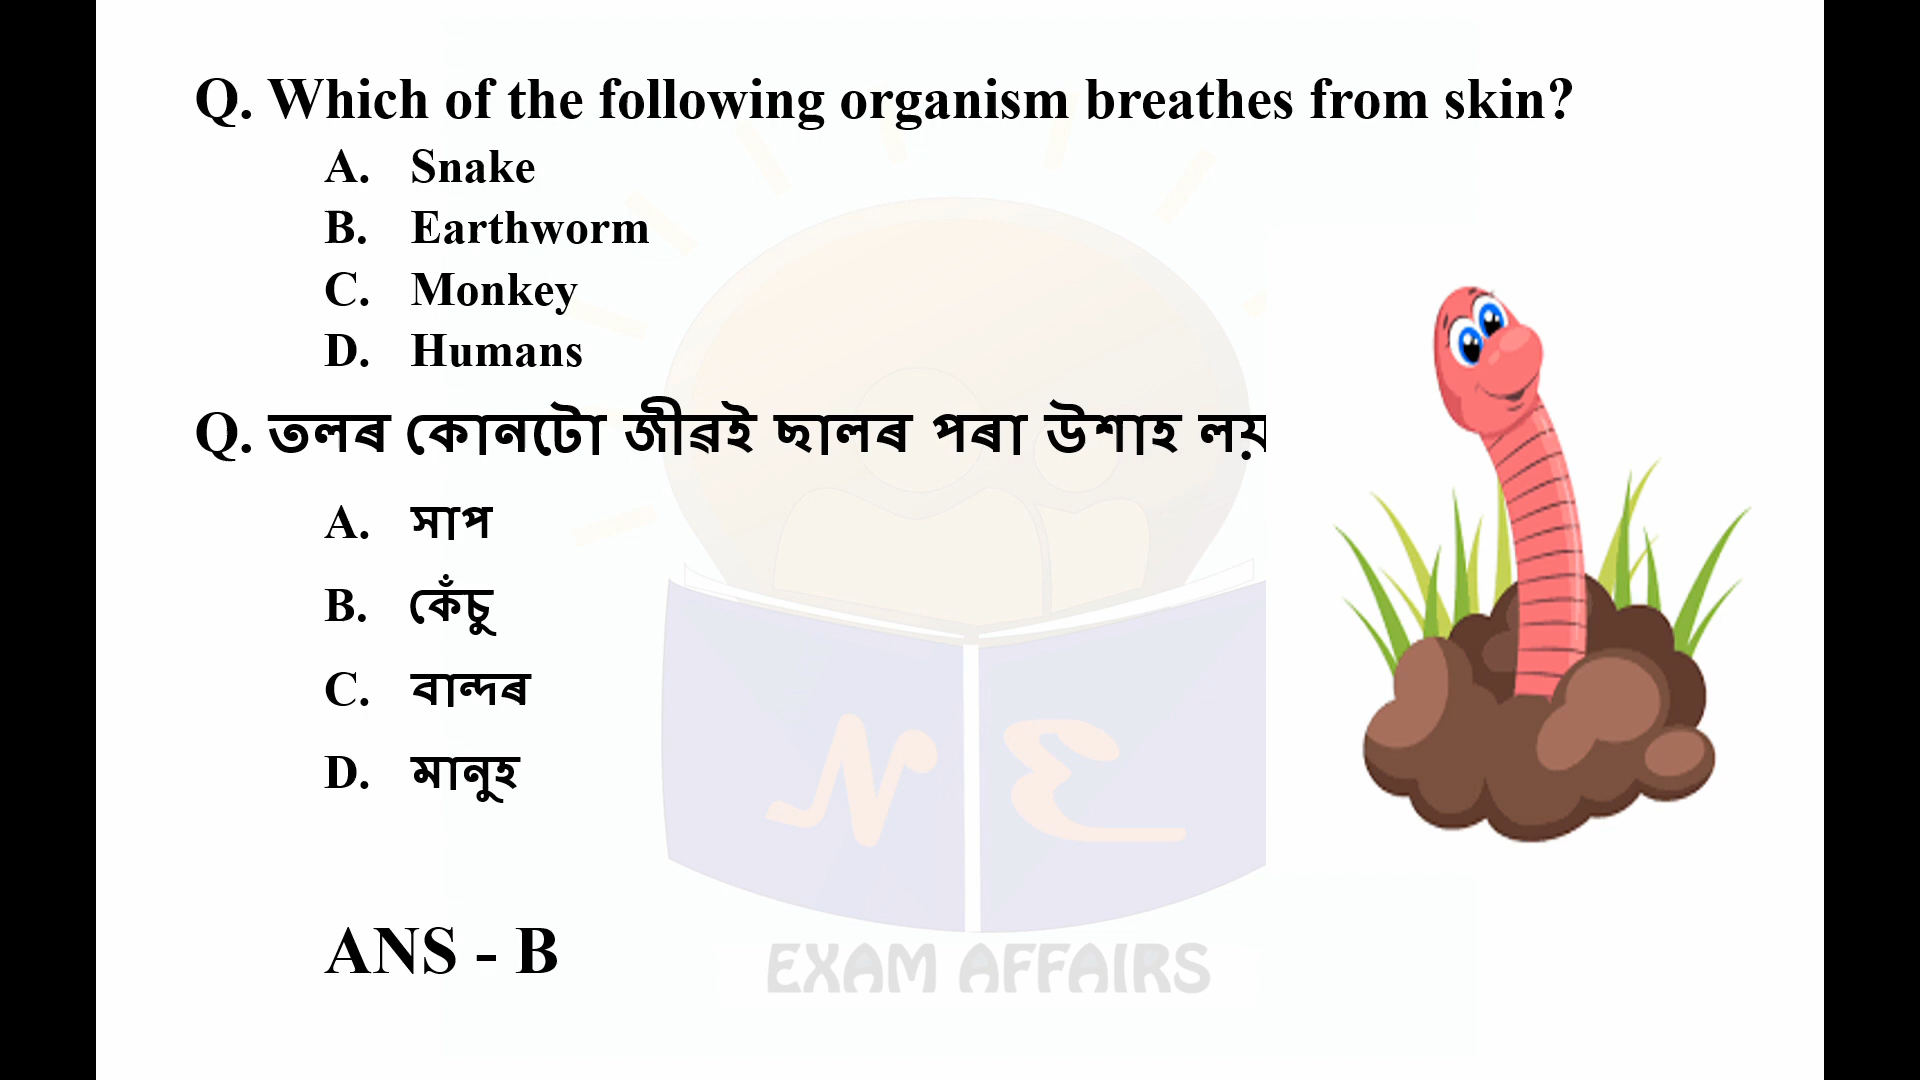 Q. Which of the following organism breathes from skin?
A. Snake
B. Earthworm
C. Monkey
D. Humans
Q. তলৰ কোনটো জীৱই ছালৰ পৰা উশাহ লয়
A. সাপ
B. কেঁচু
C. বান্দৰ
D. মানুহ
ANS - B
N E
EXAM AFFAIRS